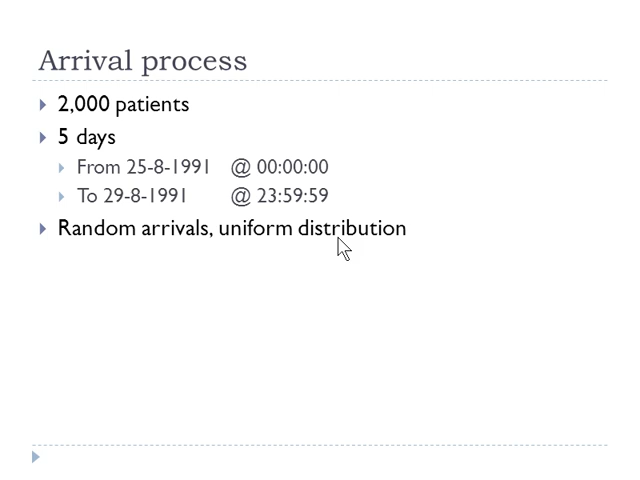 Arrival process
2,000 patients
5 days
From 25-8-1991 @ 00:00:00
To 29-8-1991 @ 23:59:59
Random arrivals, uniform distribution